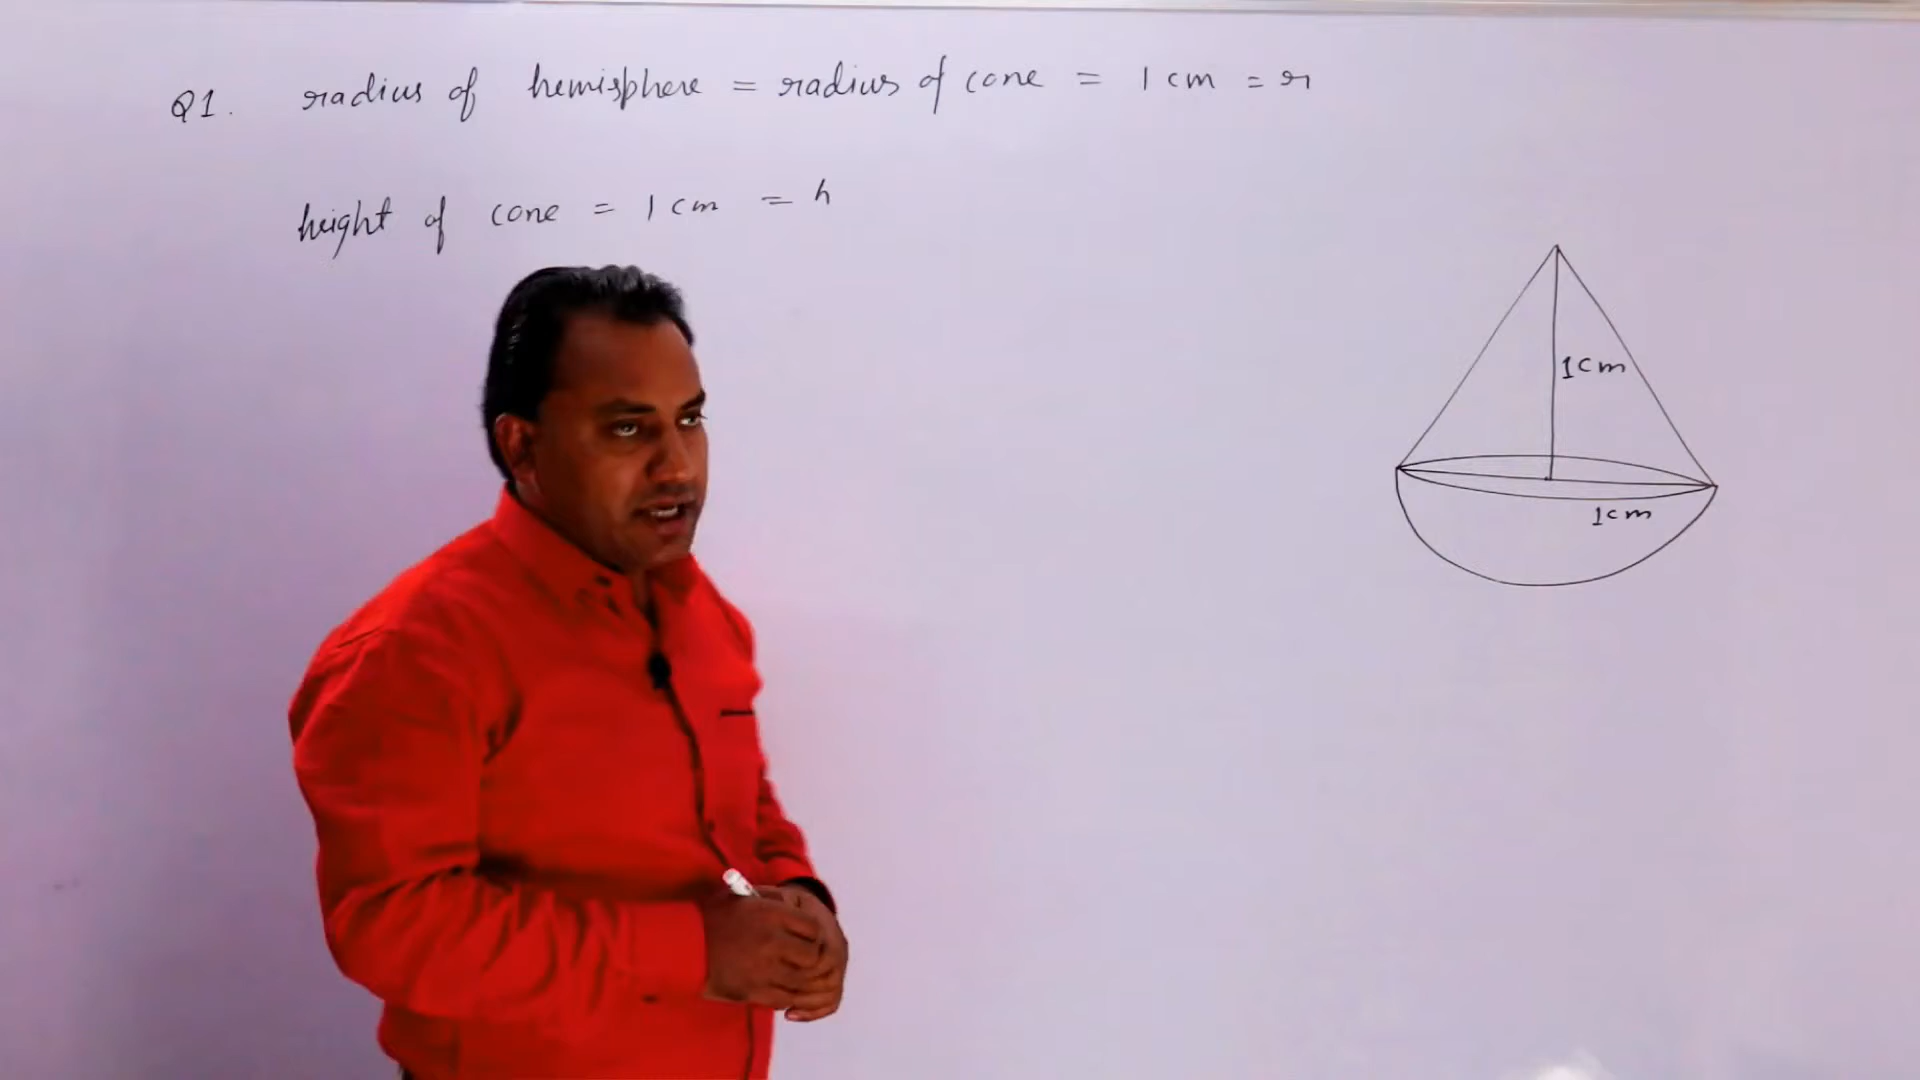 Q1. radius of hemisphere = radius of cone = 1 cm = r
height of cone = 1 cm = h
1cm
1cm